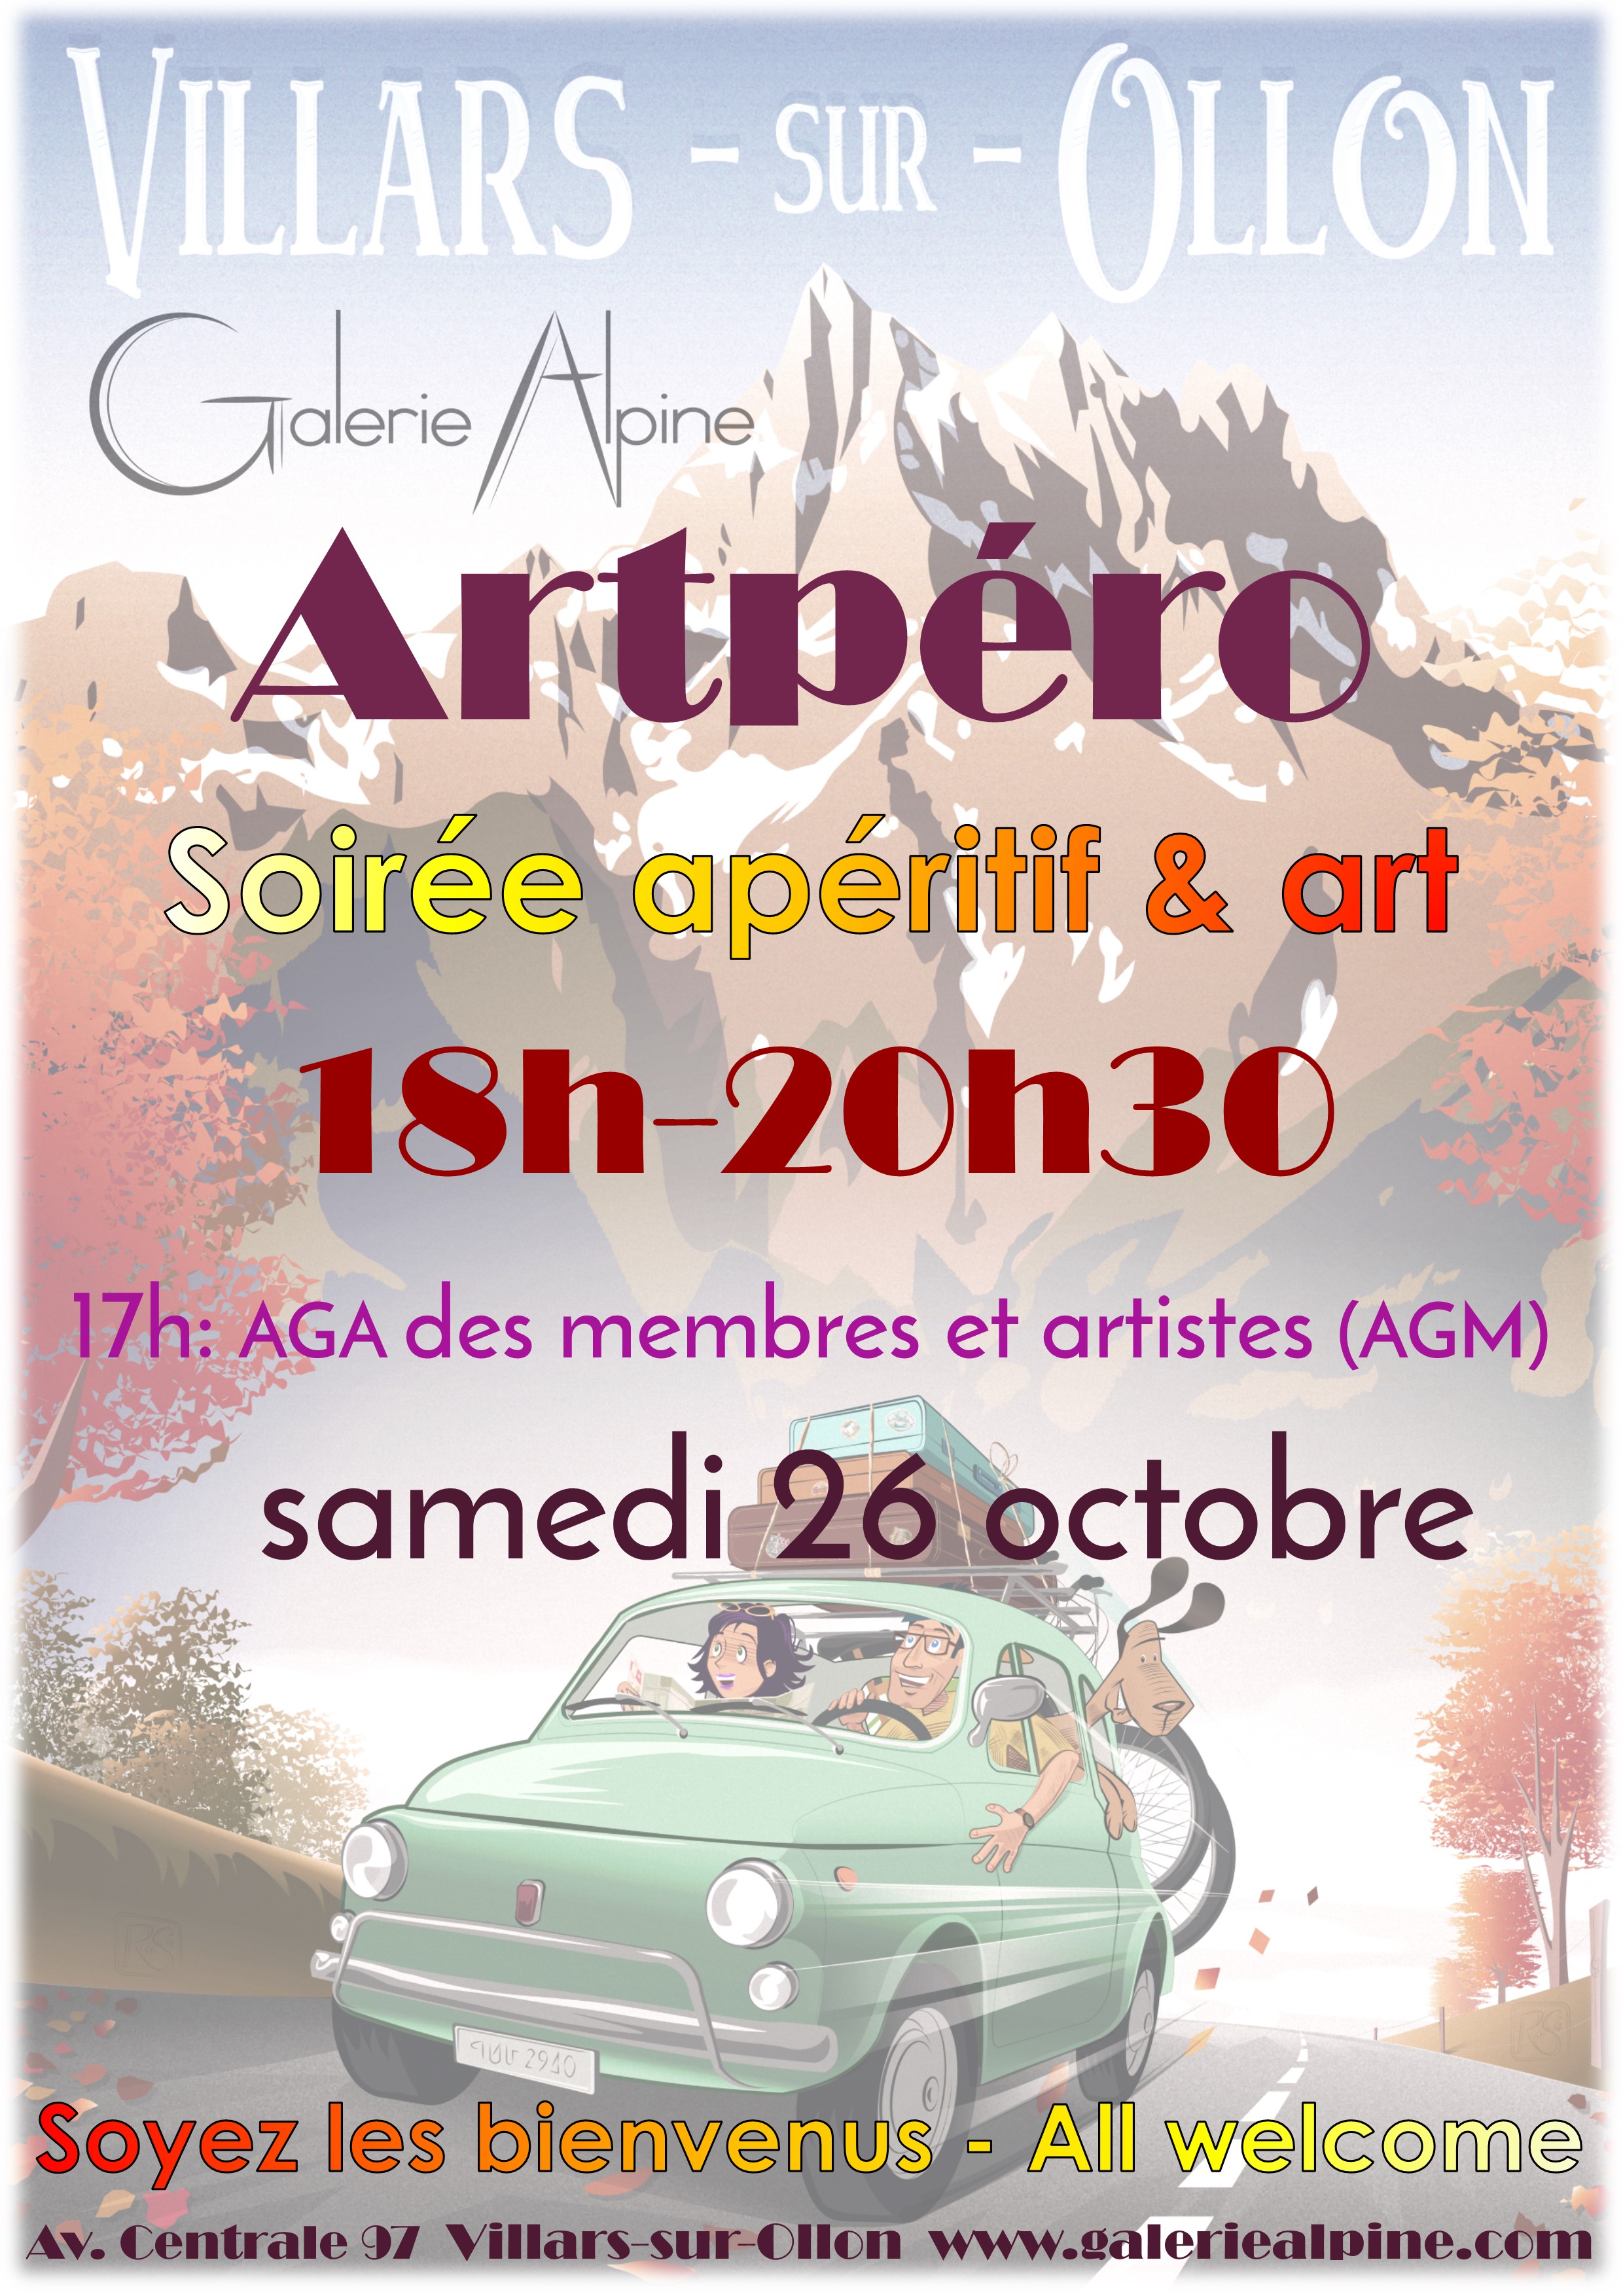 VILLARS - SUR - OLLON
Galerie Alpine
Artpéro
Soirée apéritif & art
18h-20h30
17h: AGA des membres et artistes (AGM)
samedi 26 octobre
Soyez les bienvenus - All welcome
Av. Centrale 97 Villars-sur-Ollon www.galeriealpine.com